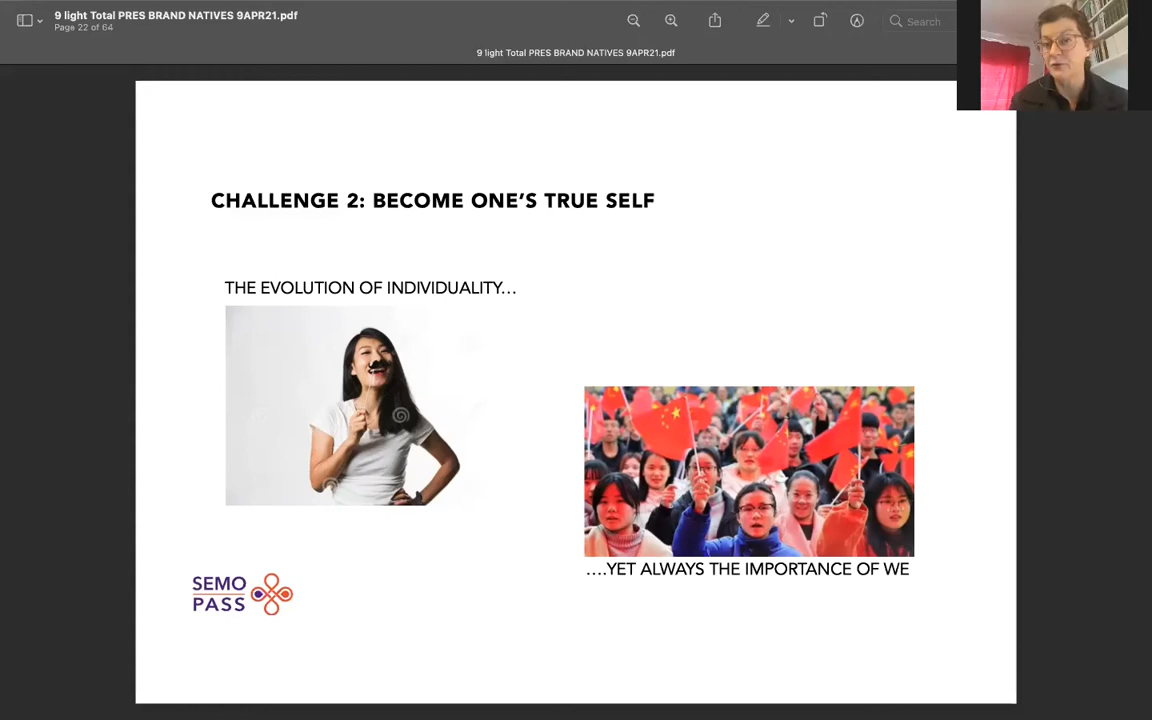 9 light Total PRES BRAND NATIVES 9APR21.pdf
Page 22 of 64
Search
9 light Total PRES BRAND NATIVES 9APR21.pdf
CHALLENGE 2: BECOME ONE'S TRUE SELF
THE EVOLUTION OF INDIVIDUALITY...
....YET ALWAYS THE IMPORTANCE OF WE
SEMO
PASS